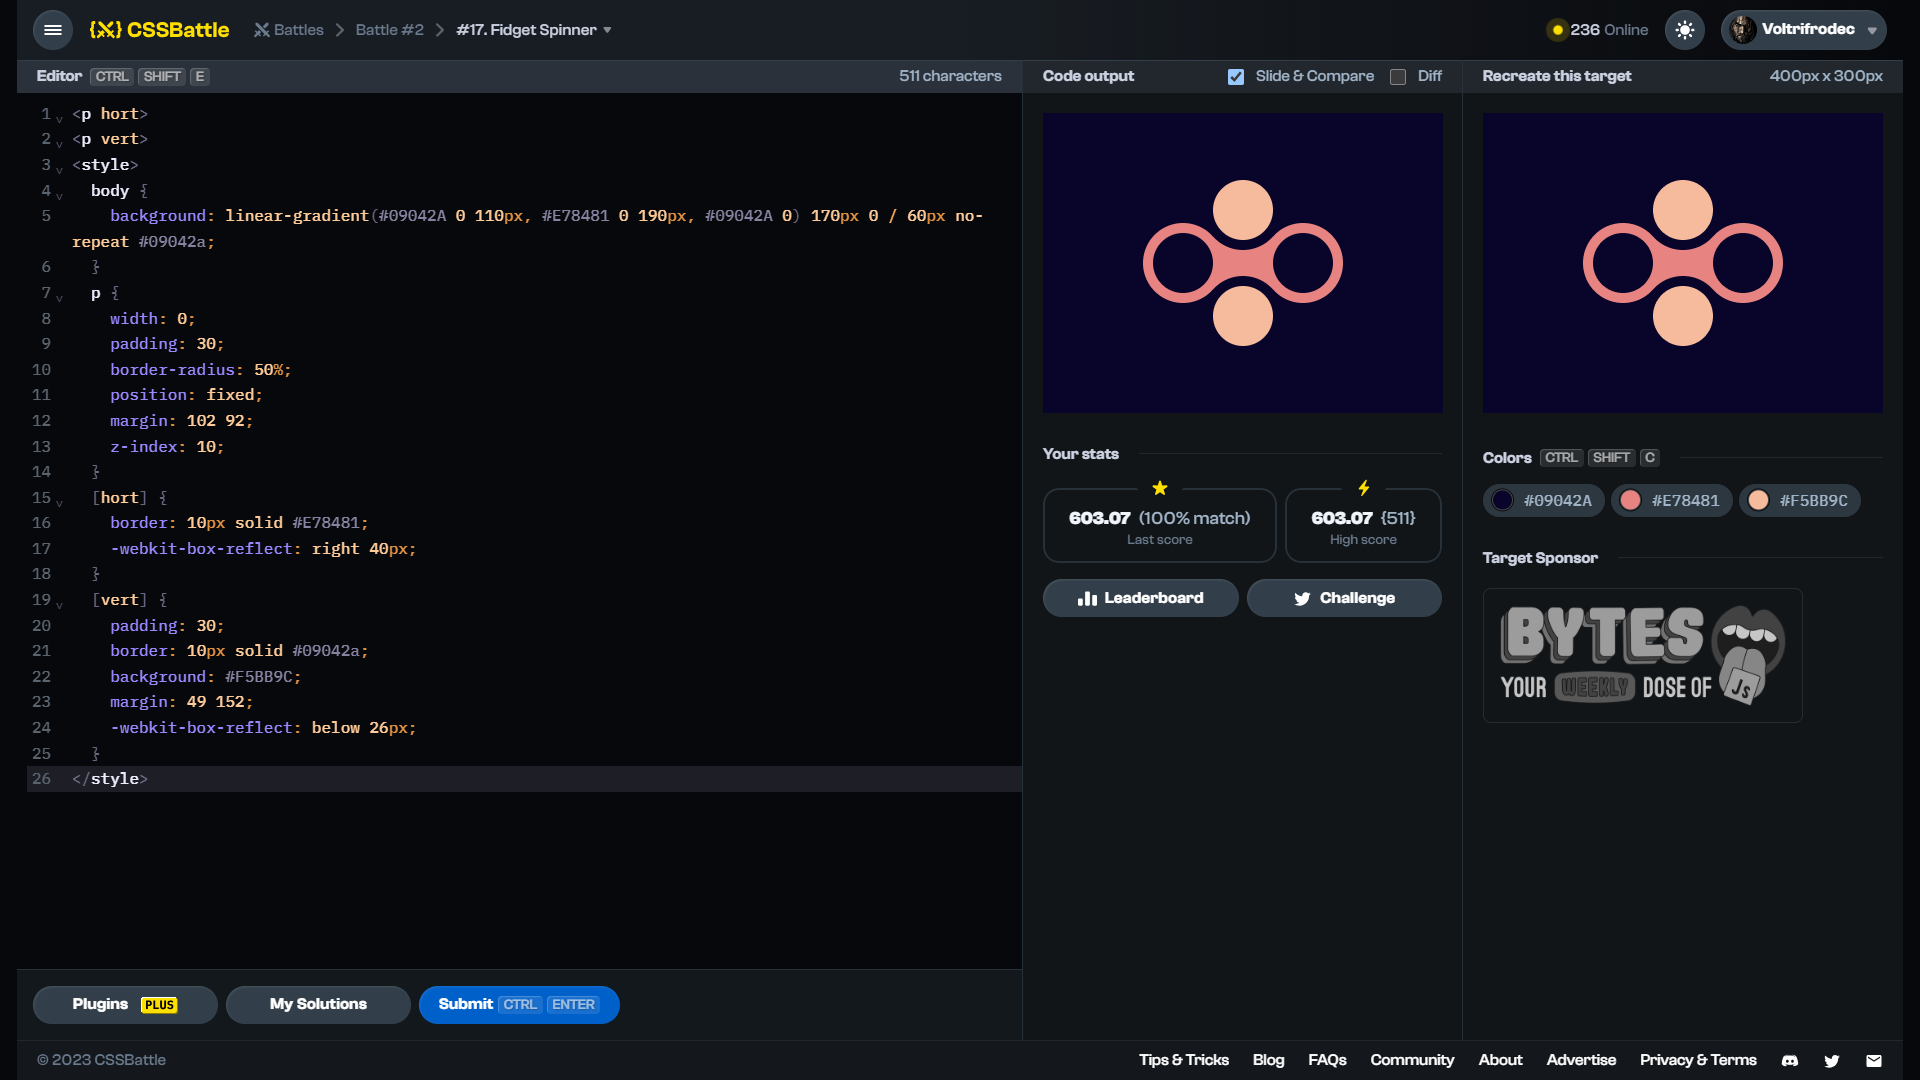 {X} CSSBattle
Battles
Battle #2
#17. Fidget Spinner
236 Online
Voltrifrodec
Editor CTRL SHIFT E
511 characters
Code output
Slide & Compare
Diff
Recreate this target
400px x 300px
1 <p hort>
2 <p vert>
3 <style>
4 body {
5 background: linear-gradient(#09042A 0 110px, #E78481 0 190px, #09042A 0) 170px 0 / 60px no-
repeat #09042a;
6 }
7 p {
8 width: 0;
9 padding: 30;
10 border-radius: 50%;
11 position: fixed;
12 margin: 102 92;
13 z-index: 10;
14 }
15 [hort] {
16 border: 10px solid #E78481;
17 -webkit-box-reflect: right 40px;
18 }
19 [vert] {
20 padding: 30;
21 border: 10px solid #09042a;
22 background: #F5BB9C;
23 margin: 49 152;
24 -webkit-box-reflect: below 26px;
25 }
26 </style>
Your stats
603.07 (100% match)
Last score
603.07 {511}
High score
Leaderboard
Challenge
Colors CTRL SHIFT C
#09042A
#E78481
#F5BB9C
Target Sponsor
BYTES
YOUR WEEKLY DOSE OF JS
Plugins PLUS
My Solutions
Submit CTRL ENTER
© 2023 CSSBattle
Tips & Tricks
Blog
FAQs
Community
About
Advertise
Privacy & Terms